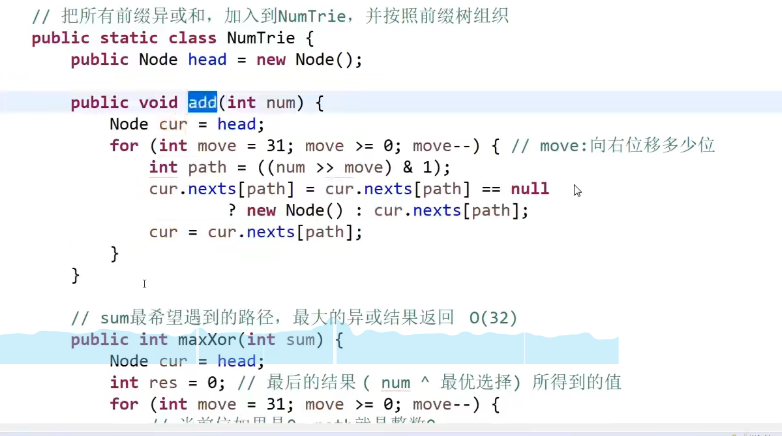 // 把所有前缀异或和，加入到NumTrie，并按照前缀树组织
public static class NumTrie {
public Node head = new Node();
public void add(int num) {
Node cur = head;
for (int move = 31; move >= 0; move--) { // move:向右位移多少位
int path = ((num >> move) & 1);
cur.nexts[path] = cur.nexts[path] == null
? new Node() : cur.nexts[path];
cur = cur.nexts[path];
}
}
// sum最希望遇到的路径，最大的异或结果返回 O(32)
public int maxXor(int sum) {
Node cur = head;
int res = 0; // 最后的结果 ( num ^ 最优选择) 所得到的值
for (int move = 31; move >= 0; move--) {